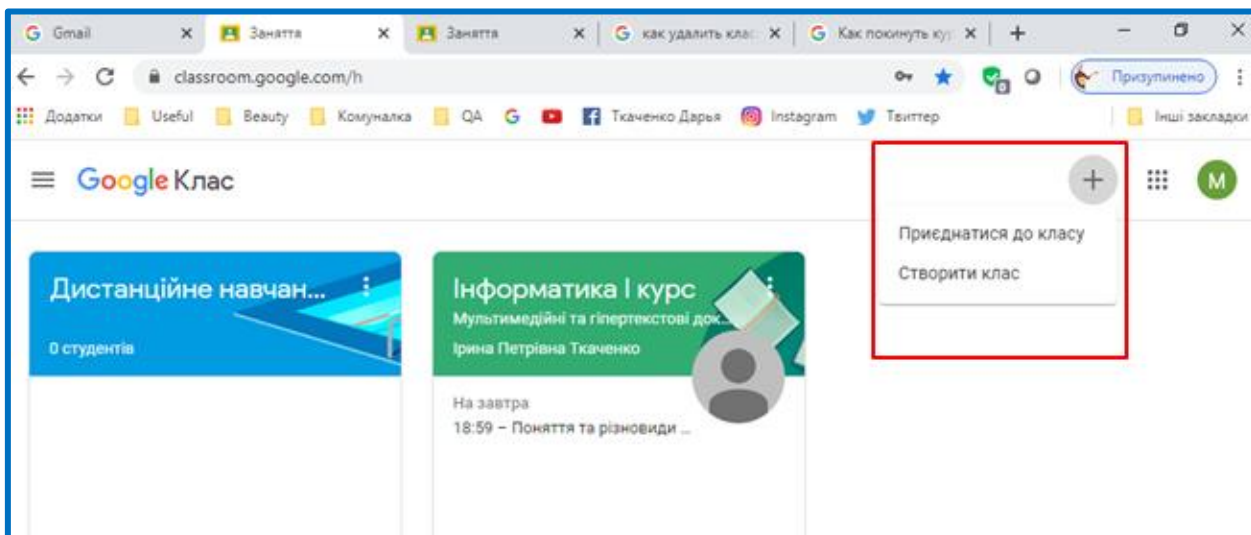 Gmail
Заняття
Заняття
как удалить клас
Как покинуть кур
classroom.google.com/h
Призупинено
Додатки Useful Beauty Комуналка QA Ткаченко Дарья Instagram Твиттер Інші закладки
Google Клас
M
Приєднатися до класу
Створити клас
Дистанційне навчан...
0 студентів
Інформатика І курс
Мультимедійні та гіпертекстові док...
Ірина Петрівна Ткаченко
На завтра
18:59 – Поняття та різновиди ...